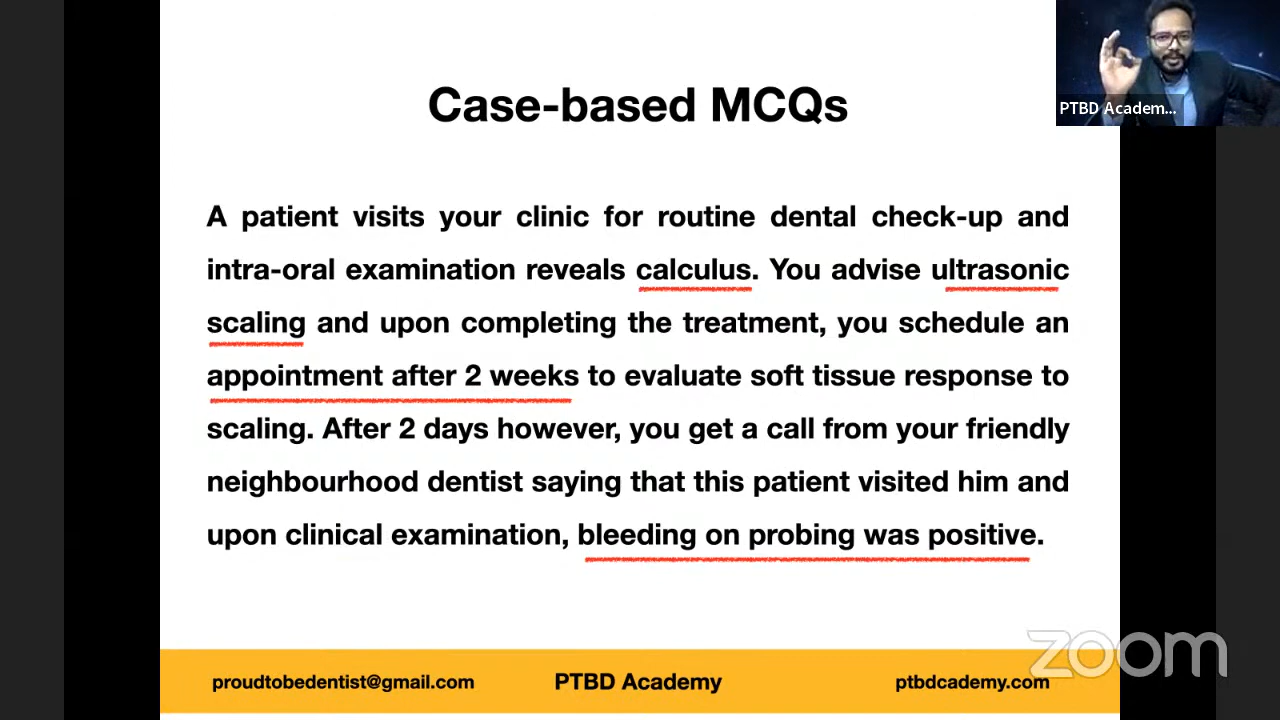 Case-based MCQs
PTBD Academ...
A patient visits your clinic for routine dental check-up and
intra-oral examination reveals calculus. You advise ultrasonic
scaling and upon completing the treatment, you schedule an
appointment after 2 weeks to evaluate soft tissue response to
scaling. After 2 days however, you get a call from your friendly
neighbourhood dentist saying that this patient visited him and
upon clinical examination, bleeding on probing was positive.
zoom
proudtobedentist@gmail.com
PTBD Academy
ptbdcademy.com